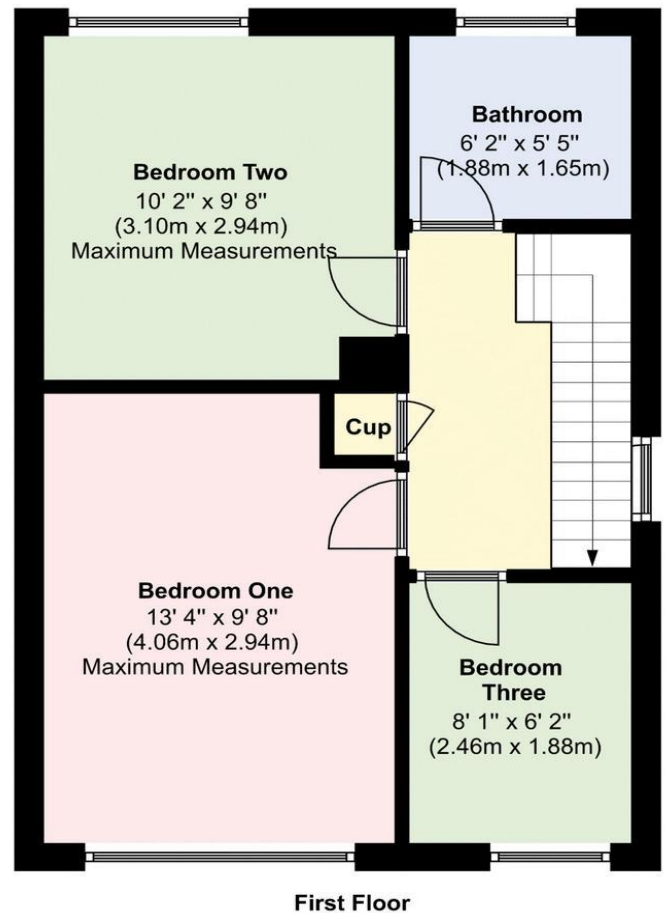 Bedroom Two
10' 2" x 9' 8"
(3.10m x 2.94m)
Maximum Measurements
Bathroom
6' 2" x 5' 5"
(1.88m x 1.65m)
Cup
Bedroom One
13' 4" x 9' 8"
(4.06m x 2.94m)
Maximum Measurements
Bedroom
Three
8' 1" x 6' 2"
(2.46m x 1.88m)
First Floor